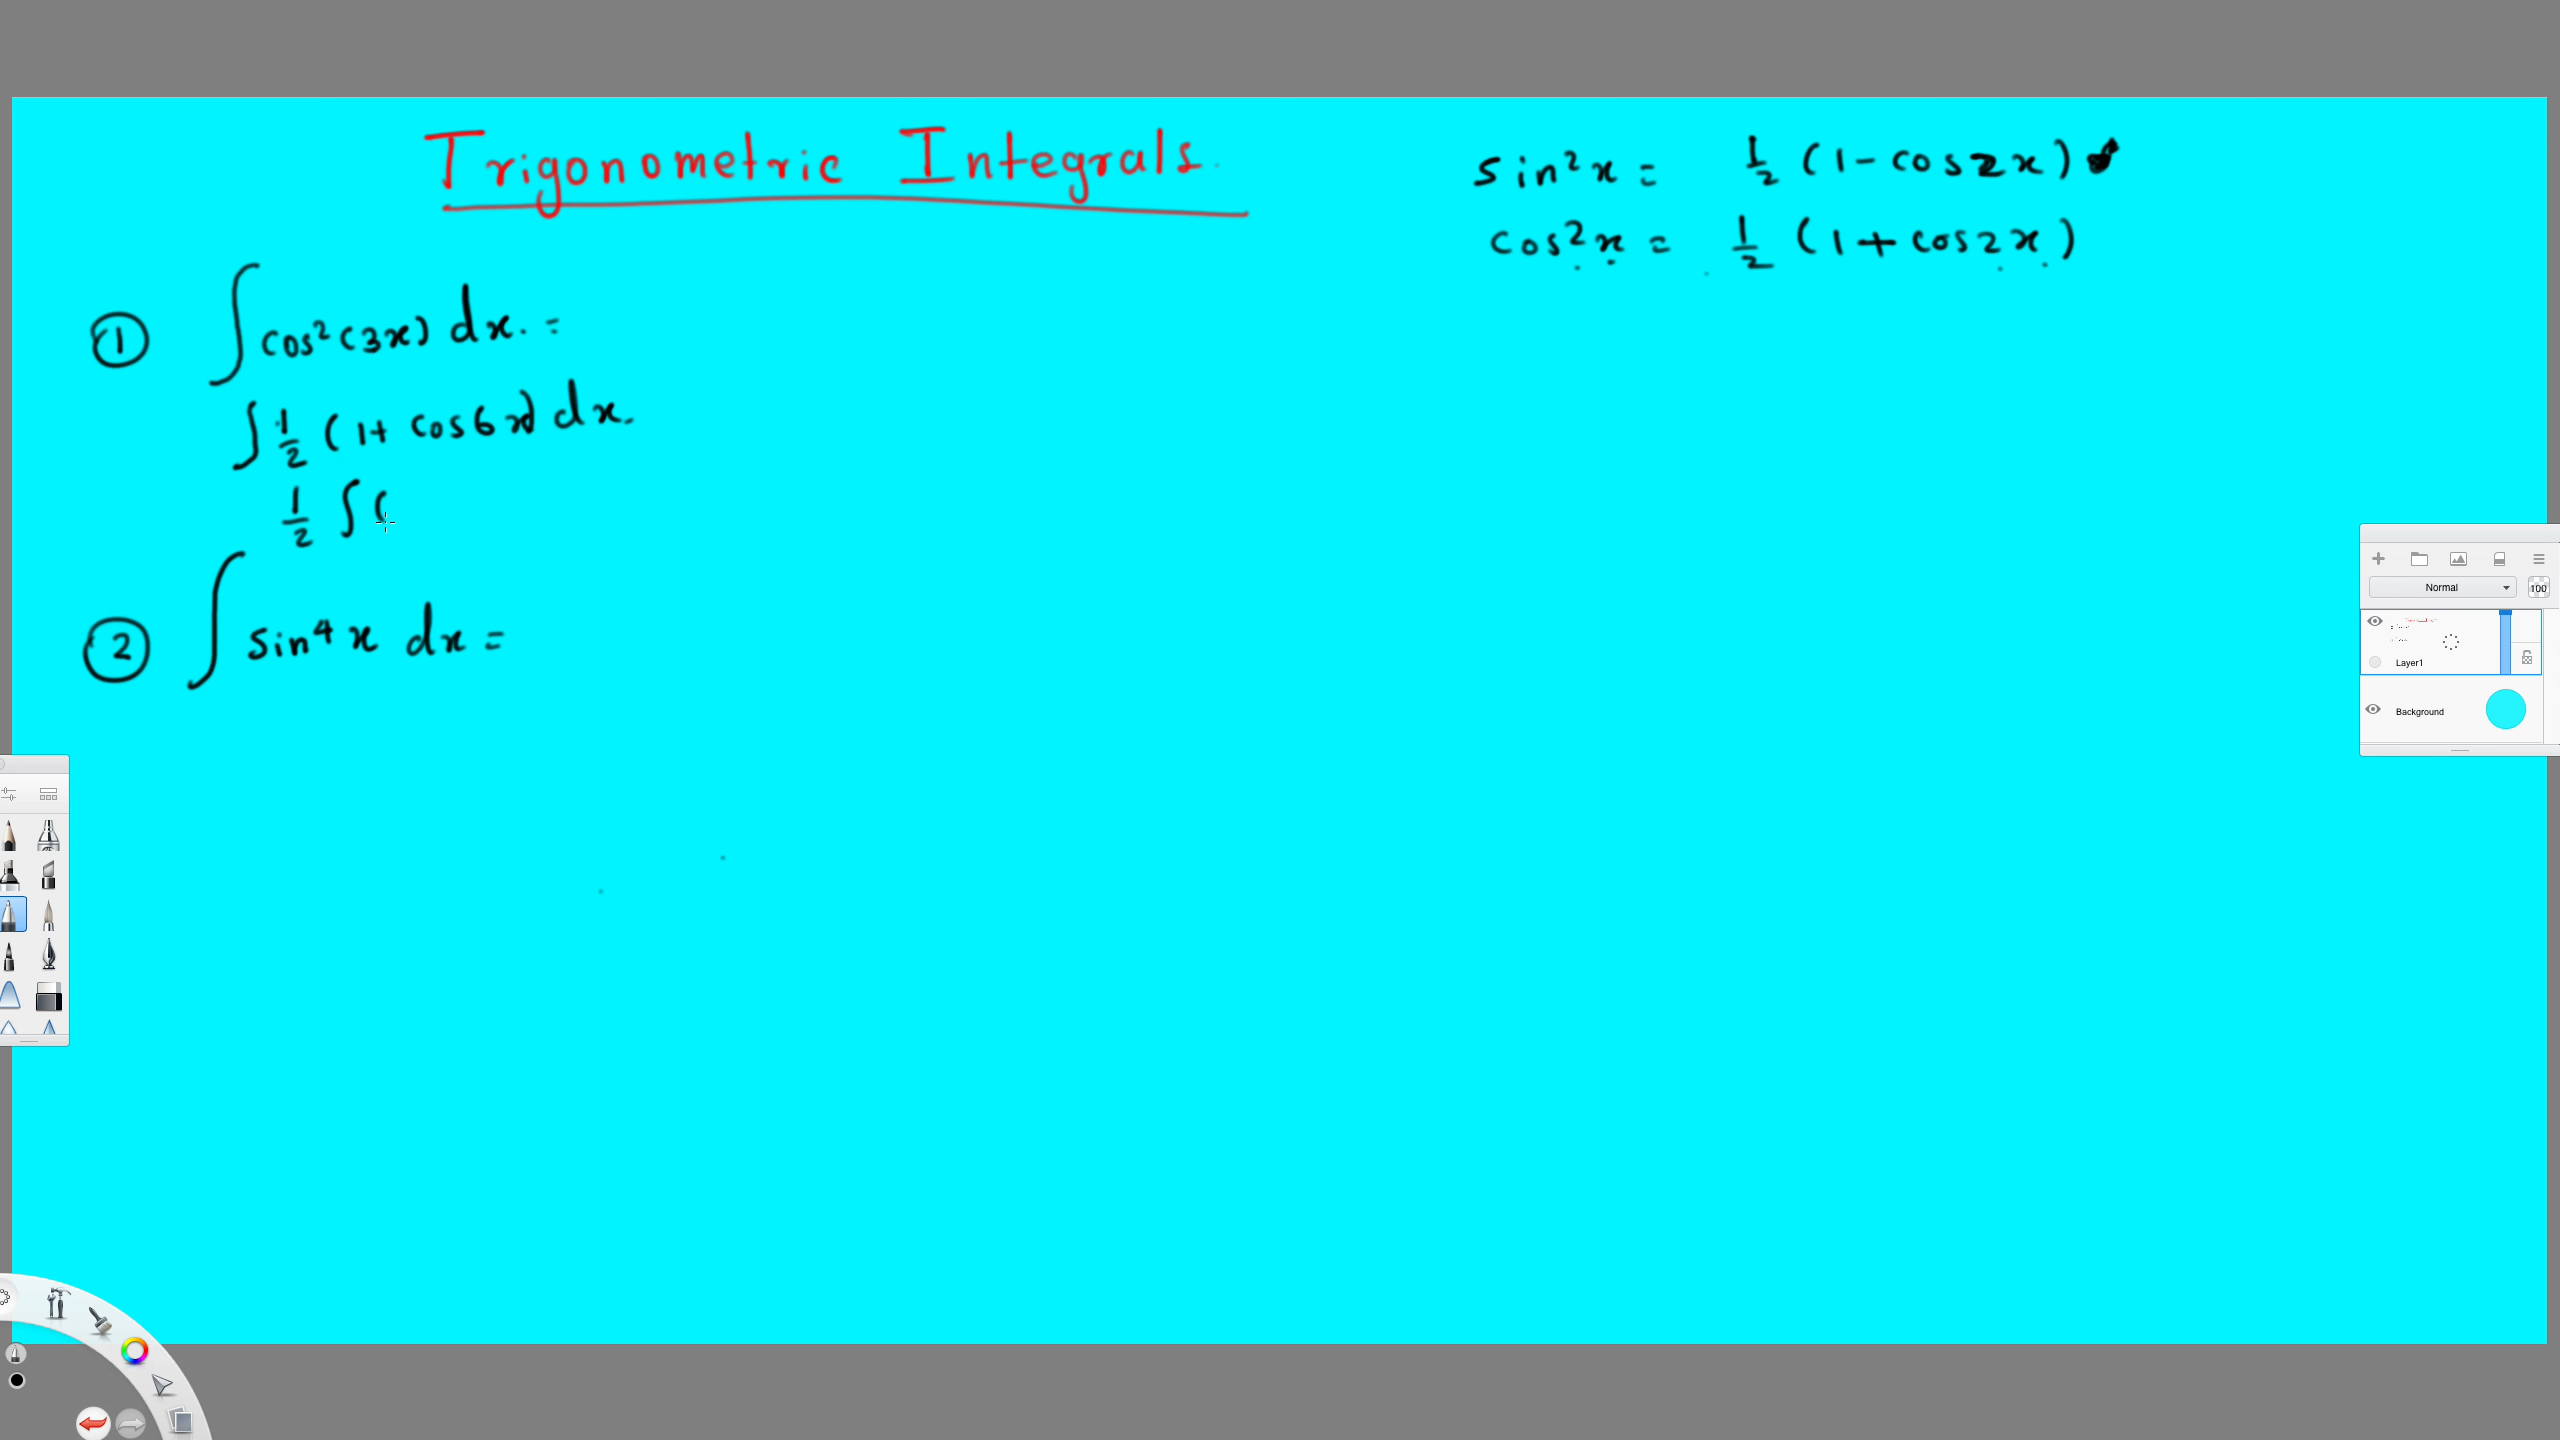 Trigonometric Integrals.
sin²x = 1/2 (1 - cos2x)
cos²x = 1/2 (1 + cos2x)
① ∫ cos²(3x) dx. =
∫ 1/2 (1 + cos6x) dx.
1/2 ∫ (
② ∫ sin⁴x dx =
Normal
100
Layer1
Background